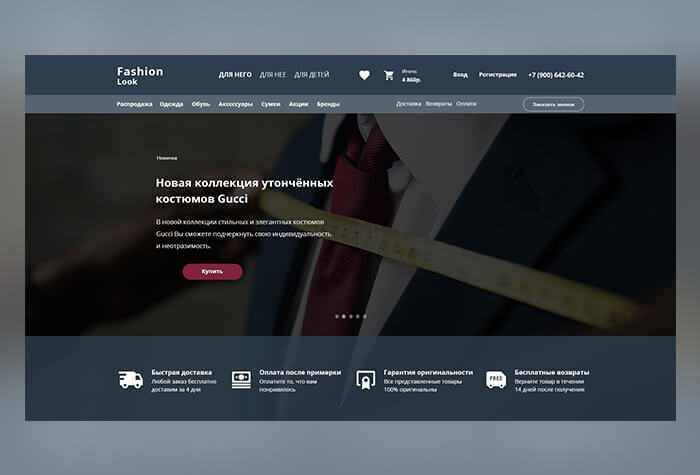 Fashion
Look
ДЛЯ НЕГО ДЛЯ НЕЕ ДЛЯ ДЕТЕЙ
Итого:
4 860р.
Вход Регистрация +7 (900) 642-60-42
Распродажа Одежда Обувь Аксессуары Сумки Акции Бренды Доставка Возвраты Оплата Заказать звонок
Новинка
Новая коллекция утончённых
костюмов Gucci
В новой коллекции стильных и элегантных костюмов
Gucci Вы сможете подчеркнуть свою индивидуальность
и неотразимость.
Купить
Быстрая доставка
Любой заказ бесплатно
доставим за 4 дня
Оплата после примерки
Оплатите то, что вам
понравилось
Гарантия оригинальности
Все представленные товары
100% оригинальны
FREE
Бесплатные возвраты
Верните товар в течении
14 дней после получения